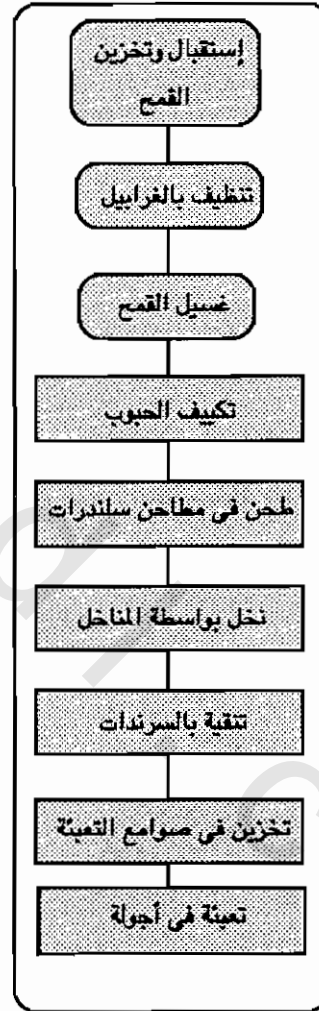 إستقبال وتخزين
القمح
تنظيف بالغرابيل
غسيل القمح
تكييف الحبوب
طحن فى مطاحن سلندرات
نخل بواسطة المناخل
تنقية بالسرندات
تخزين فى صوامع التعبئة
تعبئة فى أجولة